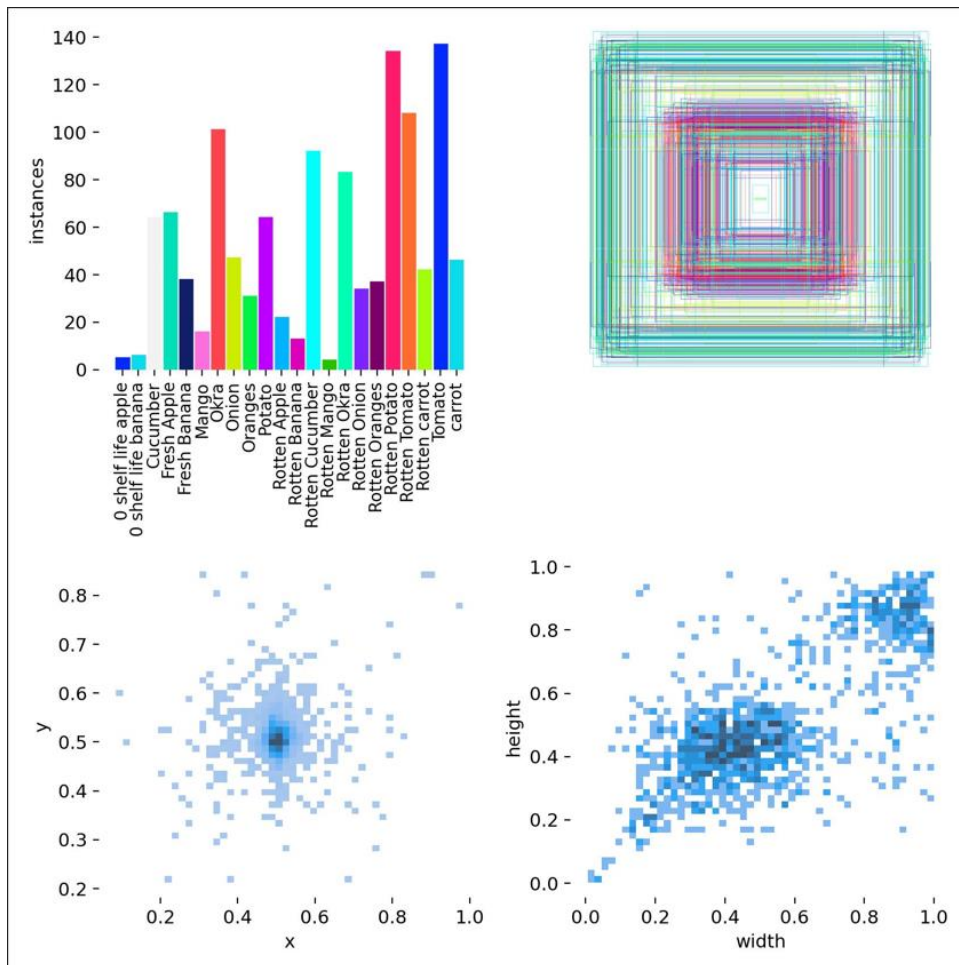 140
120
100
80
60
40
20
0
instances
0 shelf life apple
0 shelf life banana
Cucumber
Fresh Apple
Fresh Banana
Mango
Okra
Onion
Oranges
Potato
Rotten Apple
Rotten Banana
Rotten Cucumber
Rotten Mango
Rotten Okra
Rotten Onion
Rotten Oranges
Rotten Potato
Rotten Tomato
Rotten carrot
Tomato
carrot
0.8
0.7
0.6
0.5
0.4
0.3
0.2
y
0.2 0.4 0.6 0.8 1.0
x
1.0
0.8
0.6
0.4
0.2
0.0
height
0.0 0.2 0.4 0.6 0.8 1.0
width